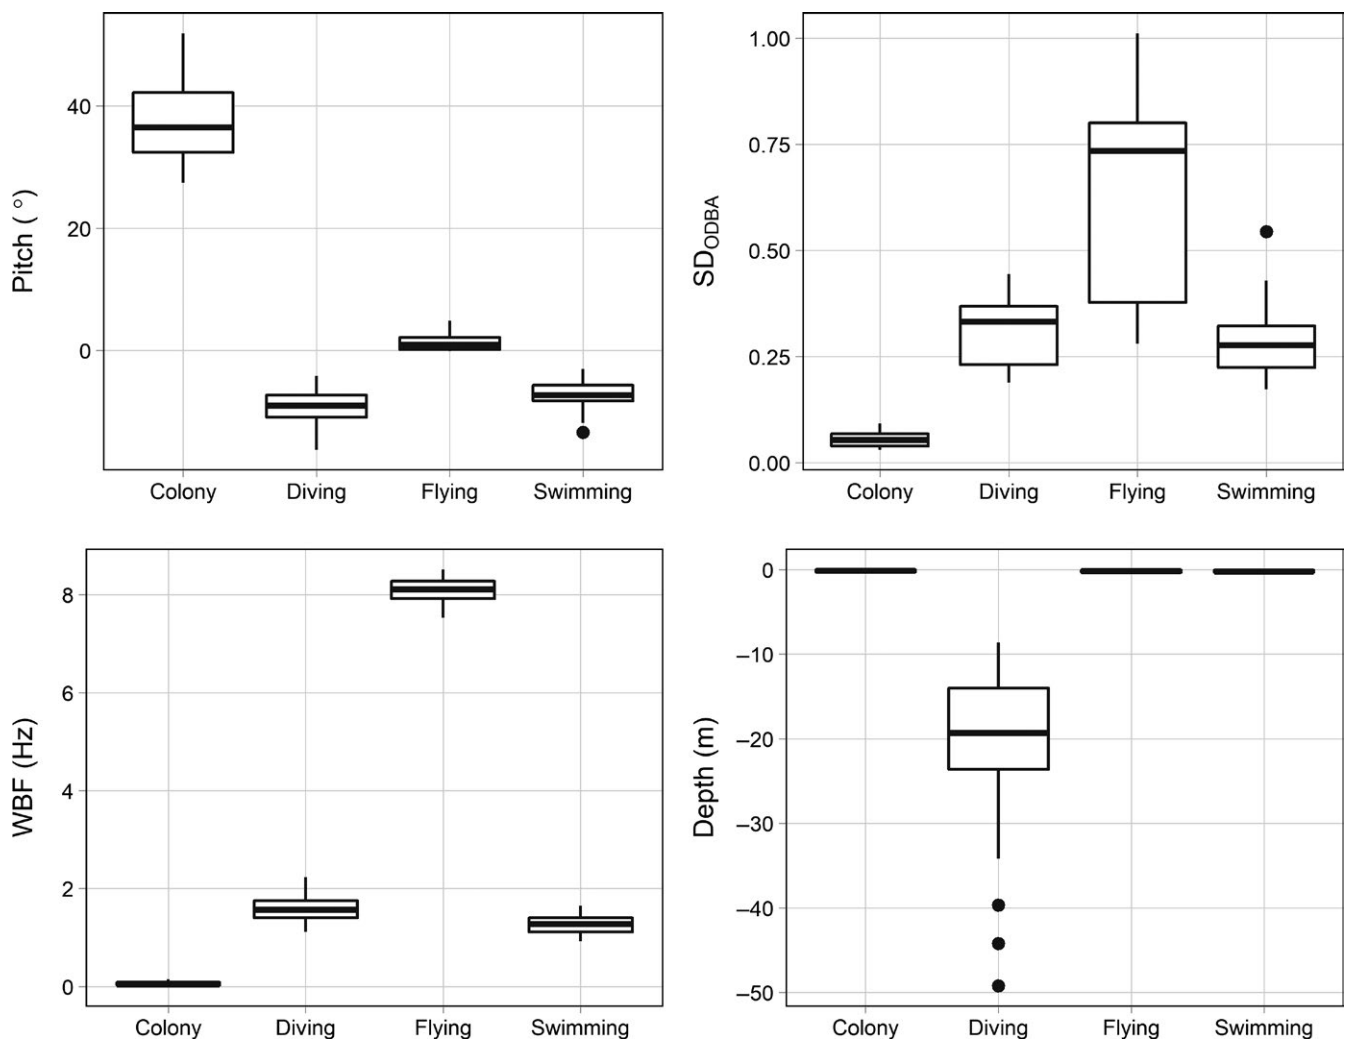 Pitch ( °)
40
20
0
Colony Diving Flying Swimming
SD_ODBA
1.00
0.75
0.50
0.25
0.00
Colony Diving Flying Swimming
WBF (Hz)
8
6
4
2
0
Colony Diving Flying Swimming
Depth (m)
0
–10
–20
–30
–40
–50
Colony Diving Flying Swimming